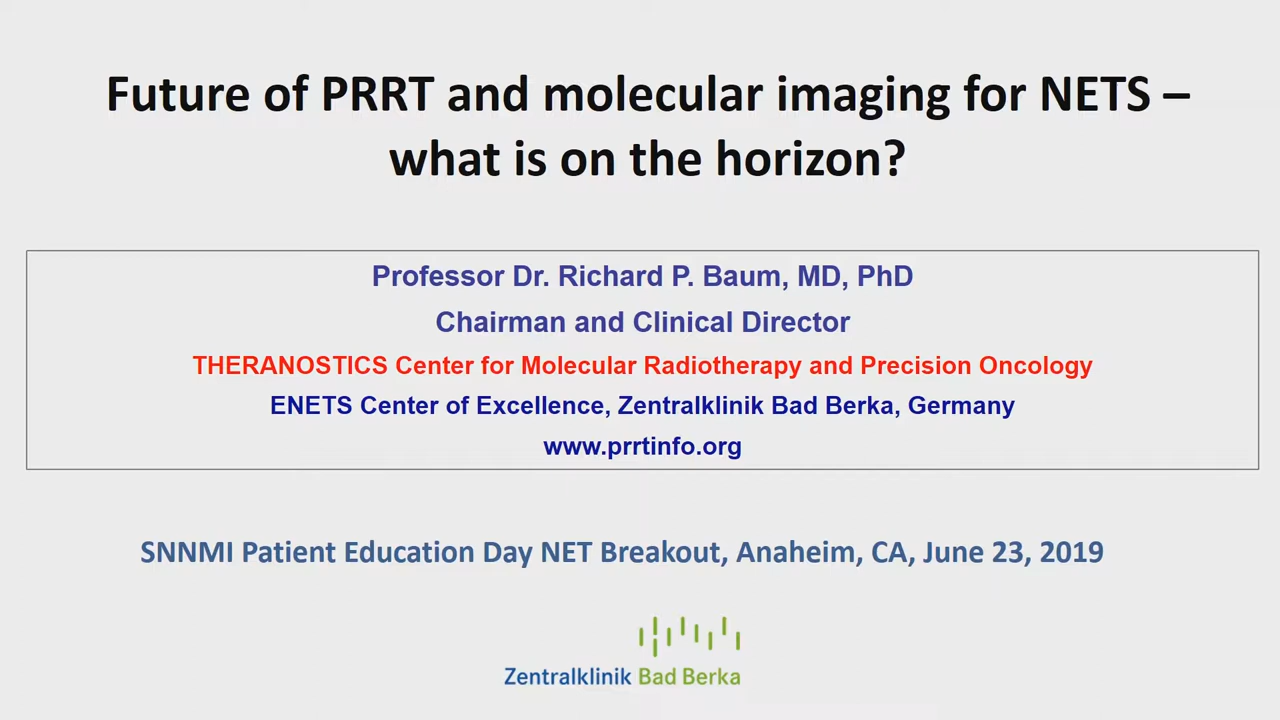 Future of PRRT and molecular imaging for NETS –
what is on the horizon?
Professor Dr. Richard P. Baum, MD, PhD
Chairman and Clinical Director
THERANOSTICS Center for Molecular Radiotherapy and Precision Oncology
ENETS Center of Excellence, Zentralklinik Bad Berka, Germany
www.prrtinfo.org
SNNMI Patient Education Day NET Breakout, Anaheim, CA, June 23, 2019
Zentralklinik Bad Berka